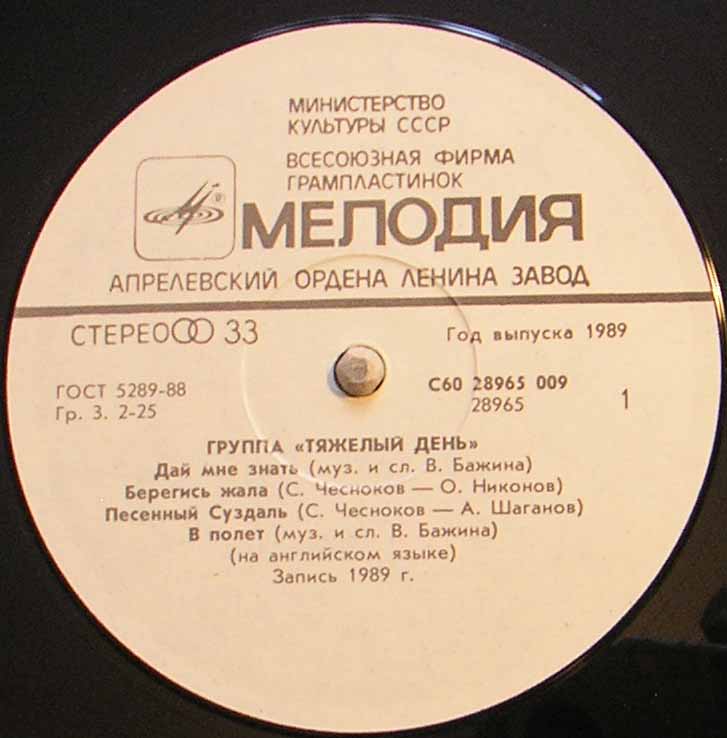 МИНИСТЕРСТВО
КУЛЬТУРЫ СССР
ВСЕСОЮЗНАЯ ФИРМА
ГРАМПЛАСТИНОК
МЕЛОДИЯ
АПРЕЛЕВСКИЙ ОРДЕНА ЛЕНИНА ЗАВОД
СТЕРЕО 33
Год выпуска 1989
ГОСТ 5289-88
Гр. 3. 2-25
С60 28965 009
28965
1
ГРУППА «ТЯЖЕЛЫЙ ДЕНЬ»
Дай мне знать (муз. и сл. В. Бажина)
Берегись жала (С. Чесноков — О. Никонов)
Песенный Суздаль (С. Чесноков — А. Шаганов)
В полет (муз. и сл. В. Бажина)
(на английском языке)
Запись 1989 г.